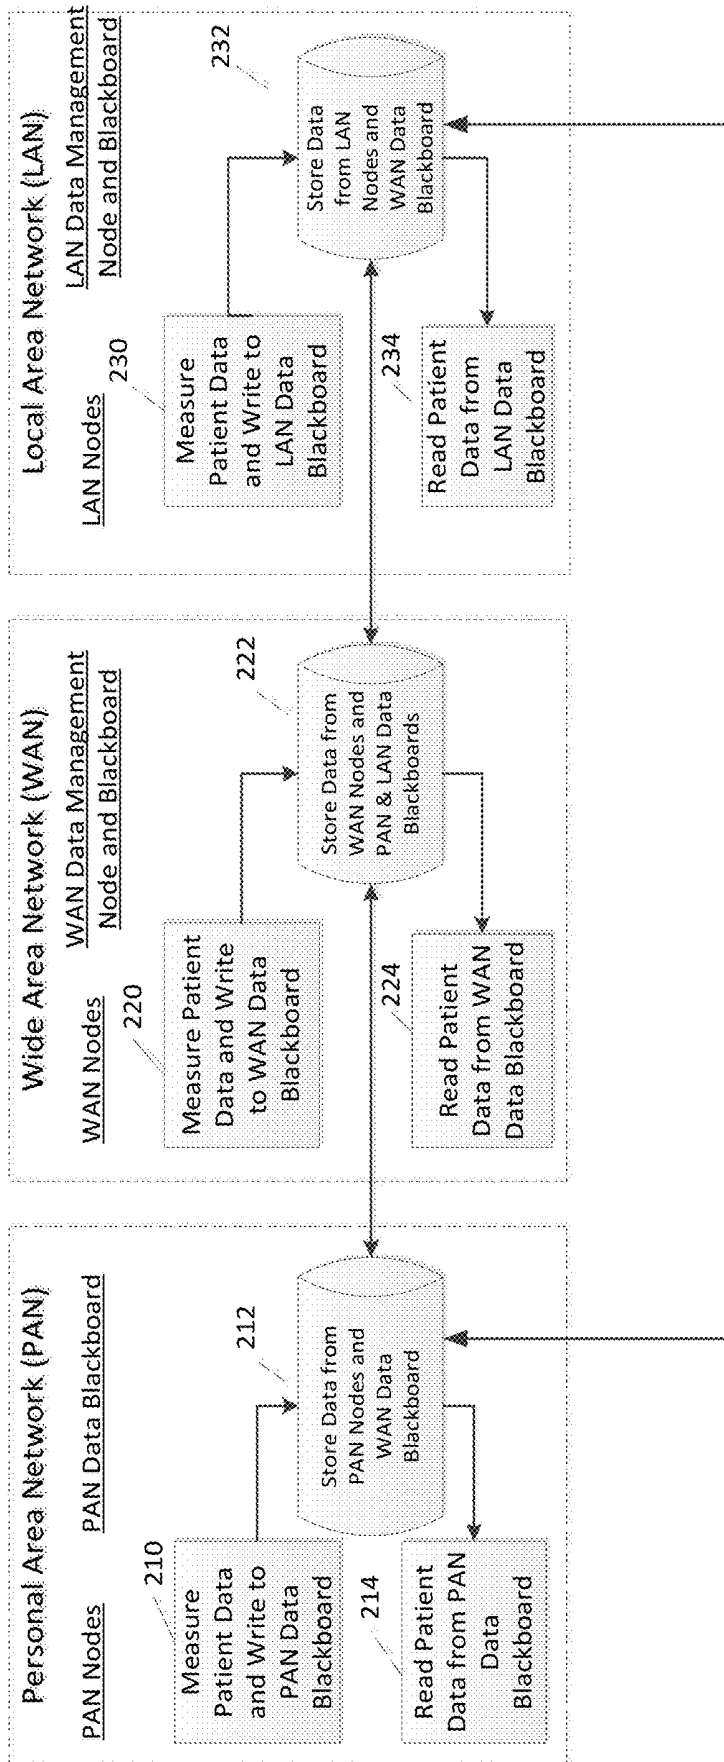 Personal Area Network (PAN)
PAN Nodes
PAN Data Blackboard
210
Measure
Patient Data
and Write to
PAN Data
Blackboard
212
Store Data from
PAN Nodes and
WAN Data
Blackboard
214
Read Patient
Data from PAN
Data
Blackboard
Wide Area Network (WAN)
WAN Nodes
WAN Data Management
Node and Blackboard
220
Measure Patient
Data and Write
to WAN Data
Blackboard
222
Store Data from
WAN Nodes and
PAN & LAN Data
Blackboards
224
Read Patient
Data from WAN
Data Blackboard
Local Area Network (LAN)
LAN Nodes
LAN Data Management
Node and Blackboard
230
Measure
Patient Data
and Write to
LAN Data
Blackboard
232
Store Data
from LAN
Nodes and
WAN Data
Blackboard
234
Read Patient
Data from
LAN Data
Blackboard